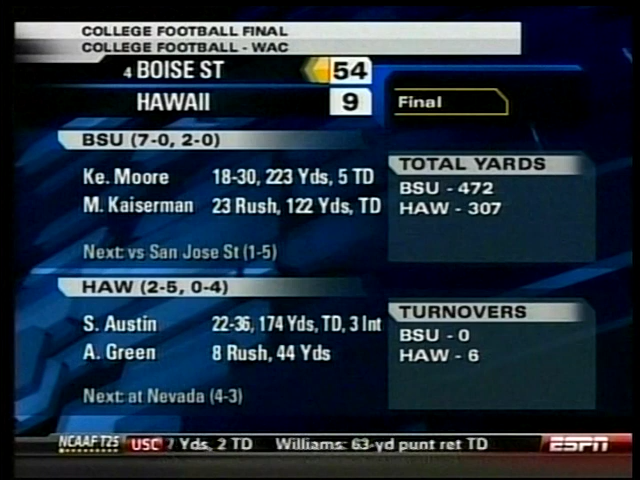 COLLEGE FOOTBALL FINAL
COLLEGE FOOTBALL - WAC
4 BOISE ST 54
HAWAII 9
Final
BSU (7-0, 2-0)
Ke. Moore 18-30, 223 Yds, 5 TD
M. Kaiserman 23 Rush, 122 Yds, TD
Next: vs San Jose St (1-5)
TOTAL YARDS
BSU - 472
HAW - 307
HAW (2-5, 0-4)
S. Austin 22-36, 174 Yds, TD, 3 Int
A. Green 8 Rush, 44 Yds
Next: at Nevada (4-3)
TURNOVERS
BSU - 0
HAW - 6
NCAAF T25 USC 7 Yds, 2 TD Williams: 63-yd punt ret TD ESPN